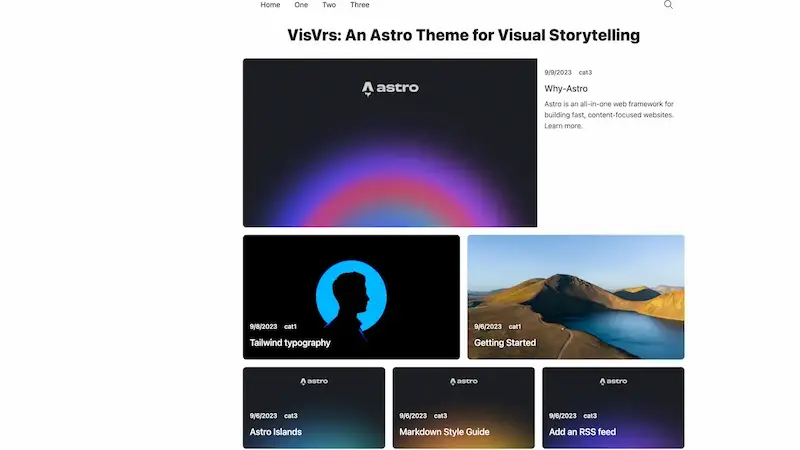 Home One Two Three
VisVrs: An Astro Theme for Visual Storytelling
astro
9/9/2023 cat3
Why-Astro
Astro is an all-in-one web framework for
building fast, content-focused websites.
Learn more.
9/6/2023 cat1
Tailwind typography
9/6/2023 cat1
Getting Started
astro
9/6/2023 cat3
Astro Islands
astro
9/6/2023 cat3
Markdown Style Guide
astro
9/6/2023 cat3
Add an RSS feed